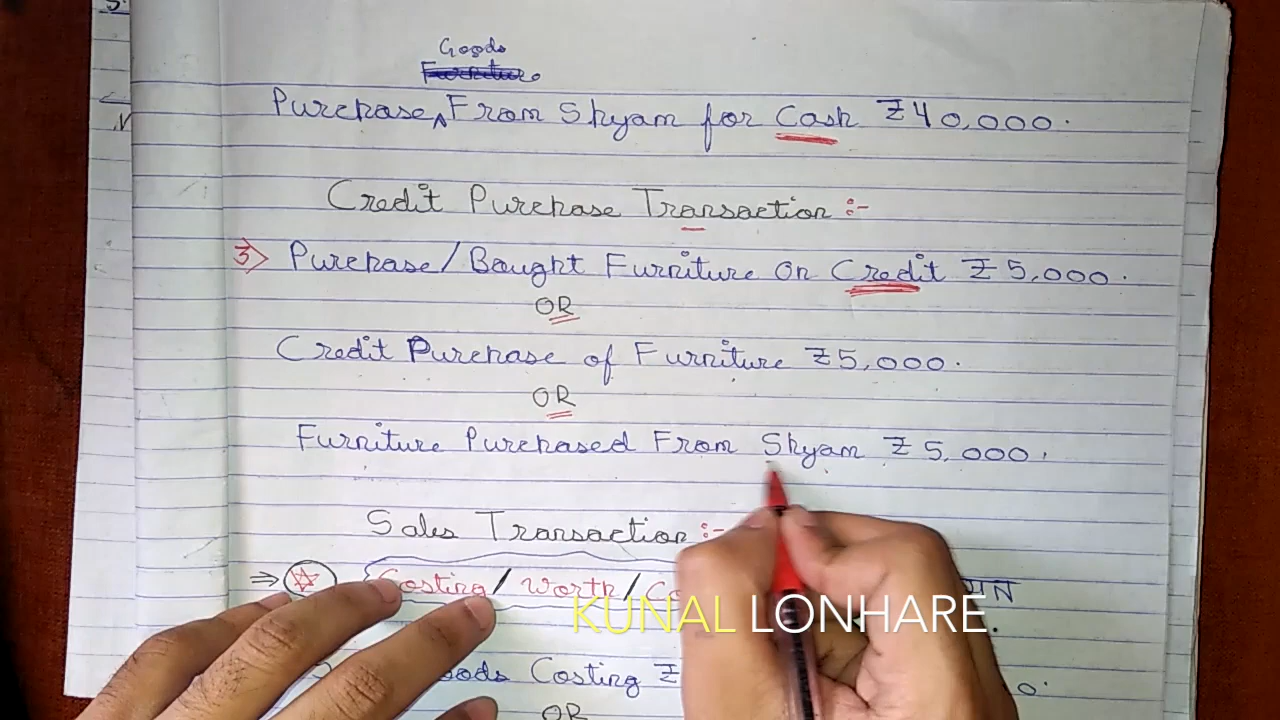 Goods
Furniture
Purchase ^ From Shyam for Cash ₹40,000.
Credit Purchase Transaction :-
3> Purchase/Bought Furniture on Credit ₹5,000.
OR
Credit Purchase of Furniture ₹5,000.
OR
Furniture Purchased From Shyam ₹5,000.
Sales Transaction :-
⇒ Costing/Worth/
KUNAL LONHARE.
Costing ₹
OR